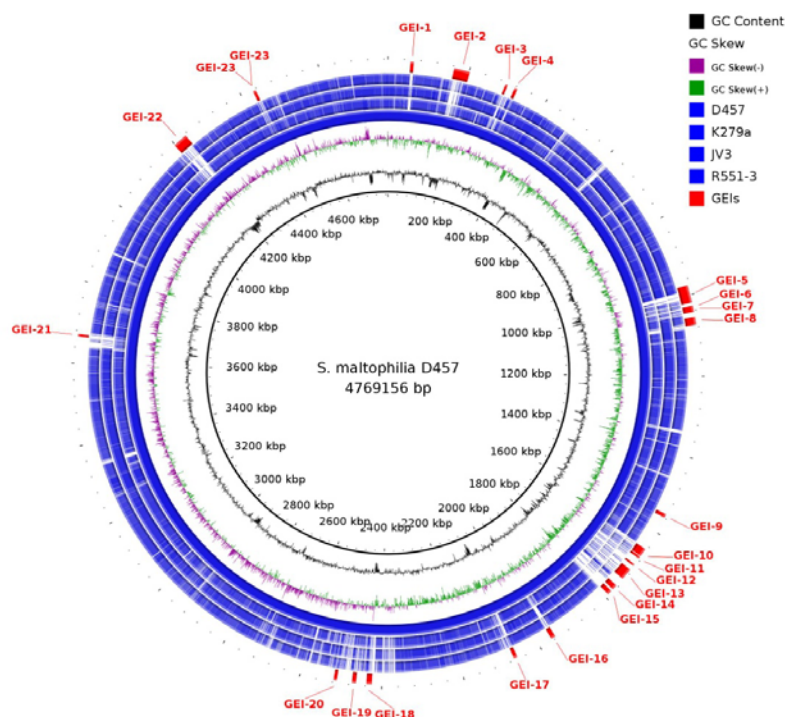 GEI-1
GEI-2
GEI-3
GEI-4
GEI-23
GEI-23
GEI-22
GC Content
GC Skew
GC Skew(-)
GC Skew(+)
D457
K279a
JV3
R551-3
GEIs
GEI-5
GEI-6
GEI-7
GEI-8
GEI-21
GEI-9
GEI-10
GEI-11
GEI-12
GEI-13
GEI-14
GEI-15
GEI-16
GEI-17
GEI-18
GEI-19
GEI-20
200 kbp
400 kbp
600 kbp
800 kbp
1000 kbp
1200 kbp
1400 kbp
1600 kbp
1800 kbp
2000 kbp
2200 kbp
2400 kbp
2600 kbp
2800 kbp
3000 kbp
3200 kbp
3400 kbp
3600 kbp
3800 kbp
4000 kbp
4200 kbp
4400 kbp
4600 kbp
S. maltophilia D457
4769156 bp